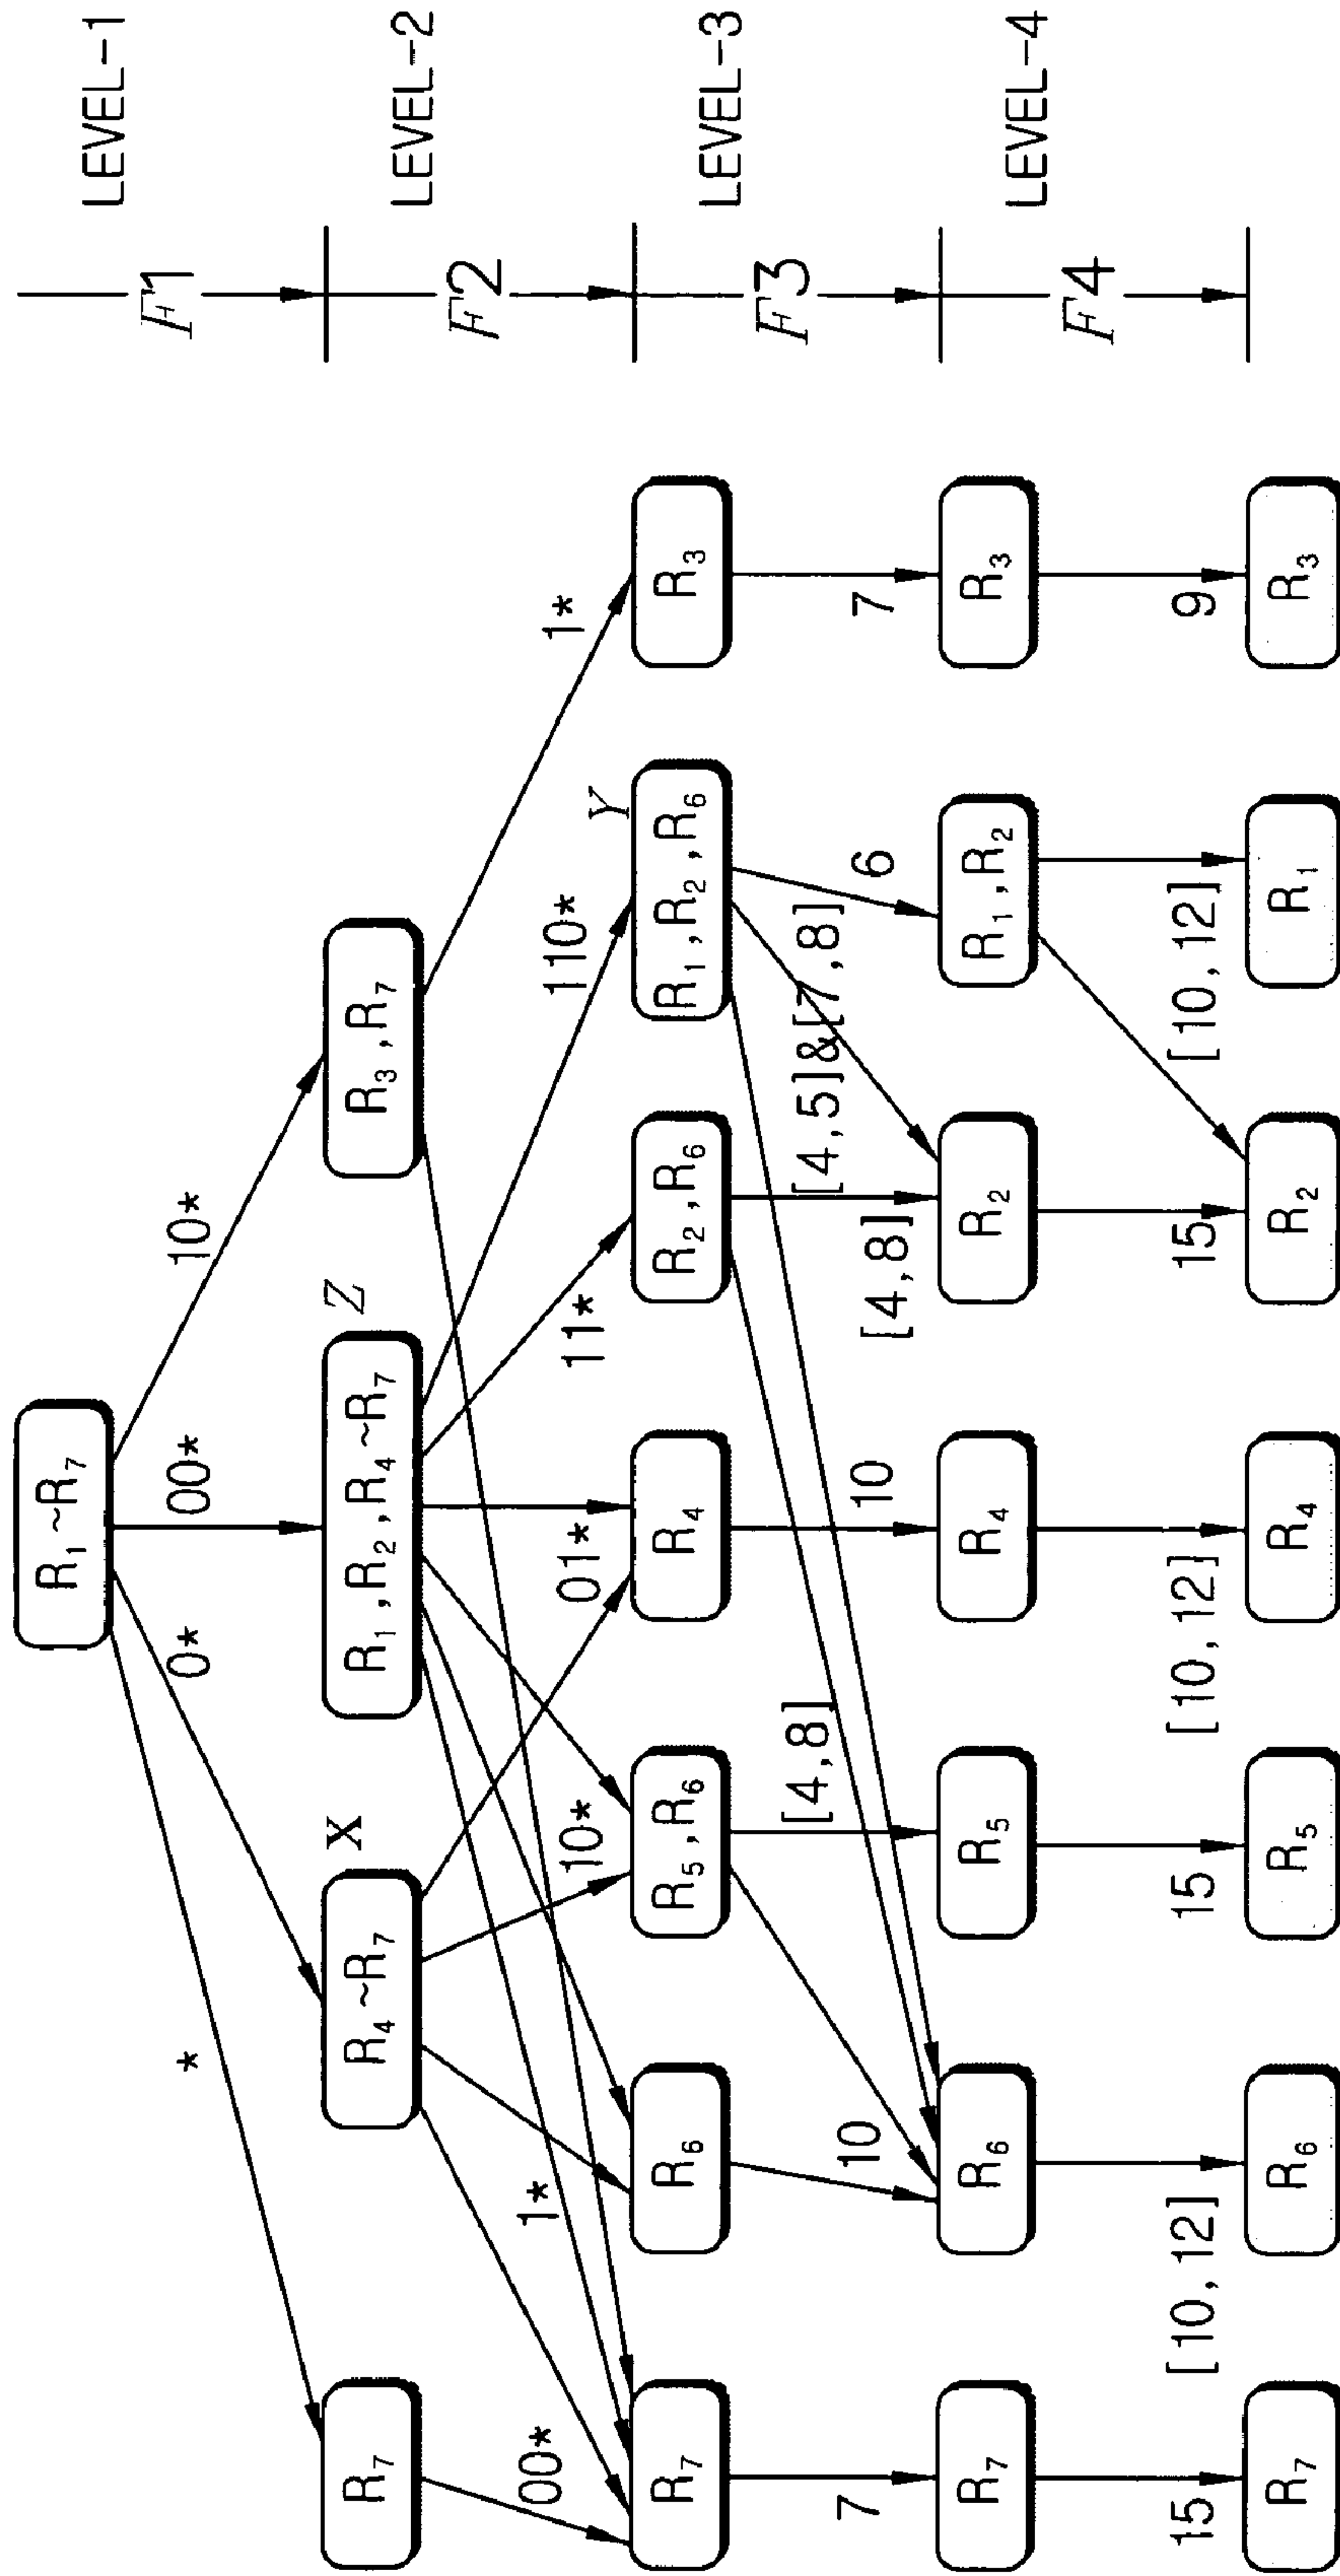 R₁~R₇
F1
LEVEL-1
*
0*
00*
10*
R₇
R₄~R₇
X
R₁,R₂,R₄~R₇
Z
R₃,R₇
F2
LEVEL-2
00*
1*
10*
01*
11*
110*
1*
R₇
R₆
R₅,R₆
R₄
R₂,R₆
R₁,R₂,R₆
Y
R₃
F3
LEVEL-3
7
10
[4,8]
10
[4,8]
[4,5]&[7,8]
6
7
R₇
R₆
R₅
R₄
R₂
R₁,R₂
R₃
F4
LEVEL-4
15
[10,12]
15
[10,12]
15
[10,12]
9
R₇
R₆
R₅
R₄
R₂
R₁
R₃